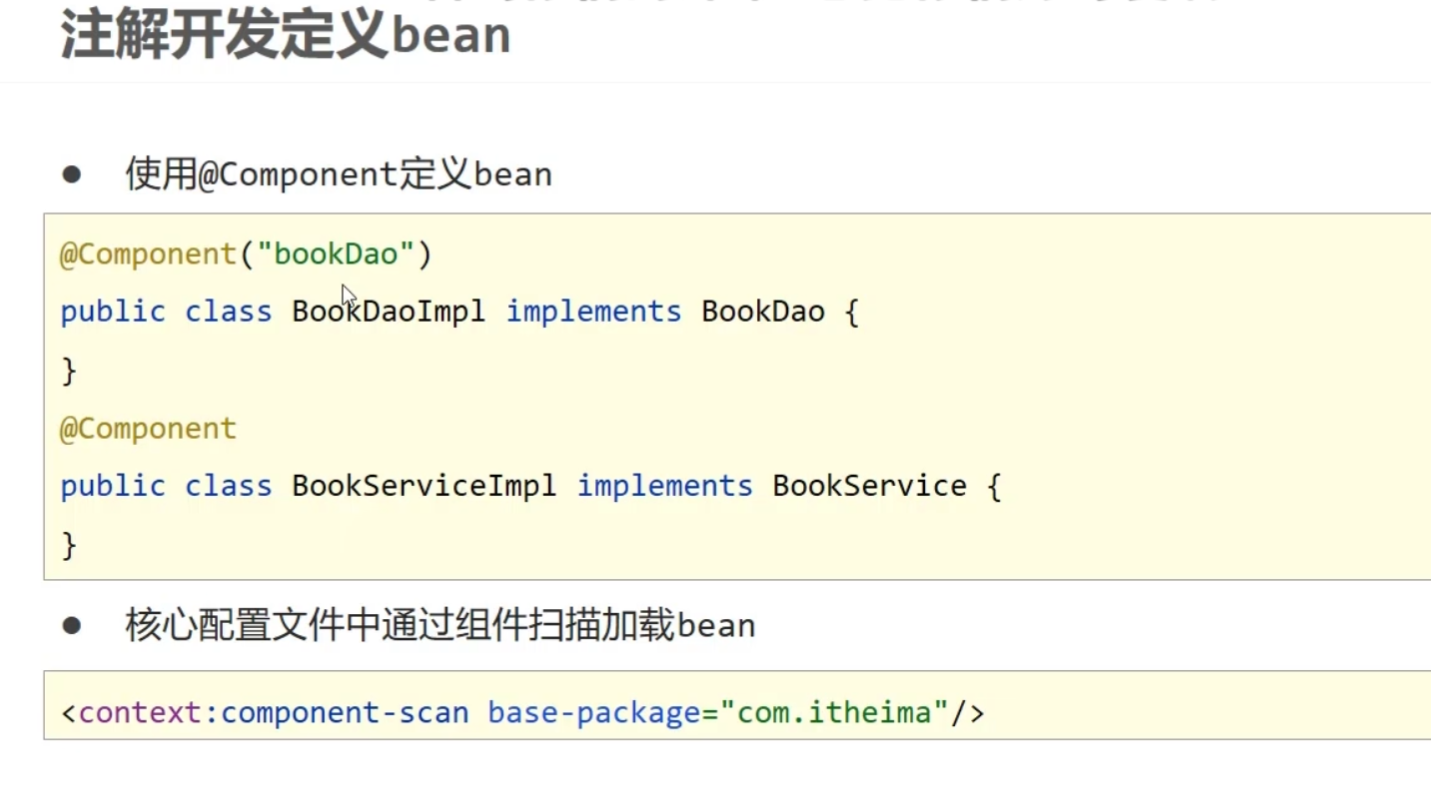 注解开发定义bean
● 使用@Component定义bean
@Component("bookDao")
public class BookDaoImpl implements BookDao {
}
@Component
public class BookServiceImpl implements BookService {
}
● 核心配置文件中通过组件扫描加载bean
<context:component-scan base-package="com.itheima"/>